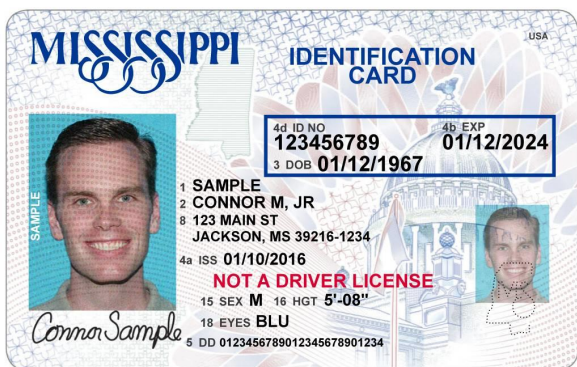 MISSISSIPPI
USA
IDENTIFICATION
CARD
4d ID NO 4b EXP
123456789 01/12/2024
3 DOB 01/12/1967
SAMPLE
1 SAMPLE
2 CONNOR M, JR
8 123 MAIN ST
JACKSON, MS 39216-1234
4a ISS 01/10/2016
NOT A DRIVER LICENSE
15 SEX M 16 HGT 5'-08"
18 EYES BLU
Connor Sample
5 DD 0123456789012345678901234